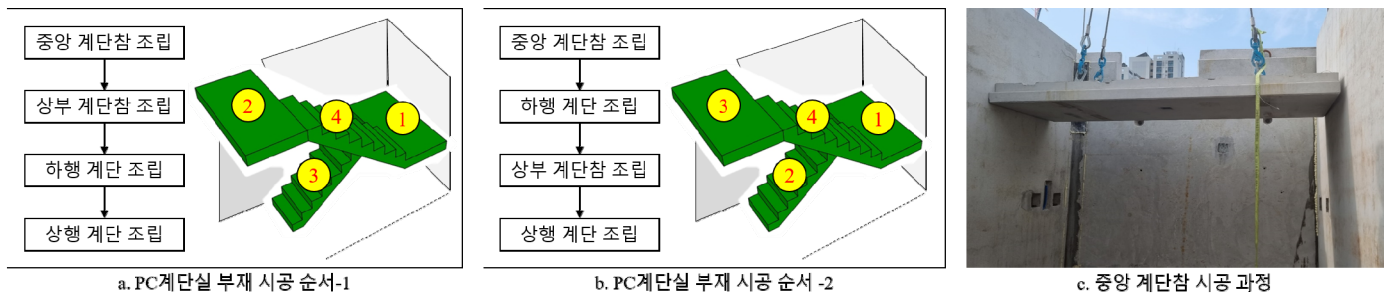 중앙 계단참 조립
상부 계단참 조립
하행 계단 조립
상행 계단 조립
2
4
1
3
a. PC계단실 부재 시공 순서-1
중앙 계단참 조립
하행 계단 조립
상부 계단참 조립
상행 계단 조립
3
4
1
2
b. PC계단실 부재 시공 순서 -2
c. 중앙 계단참 시공 과정